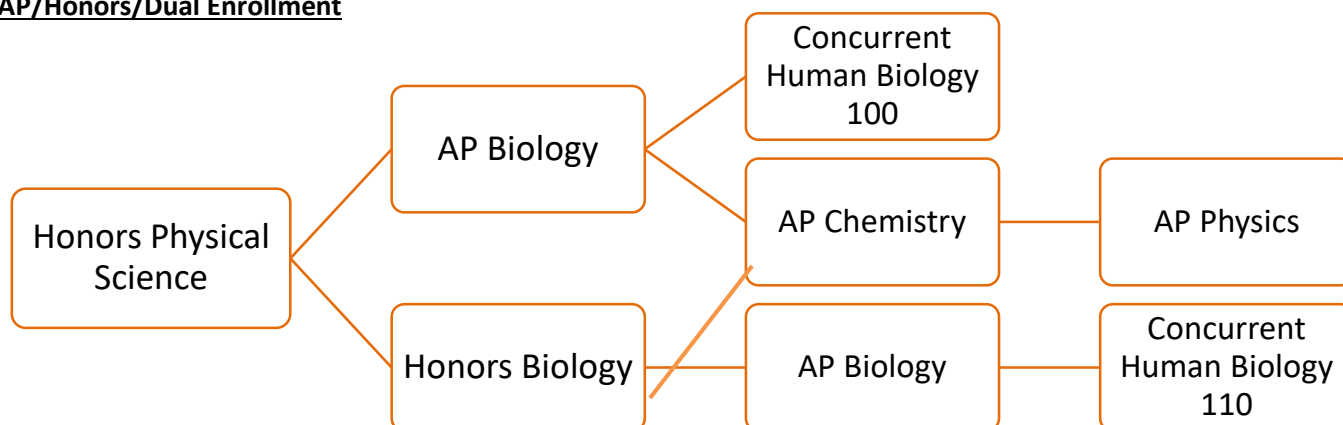 AP/Honors/Dual Enrollment
Concurrent
Human Biology
100
AP Biology
AP Chemistry
AP Physics
Honors Physical
Science
Honors Biology
AP Biology
Concurrent
Human Biology
110